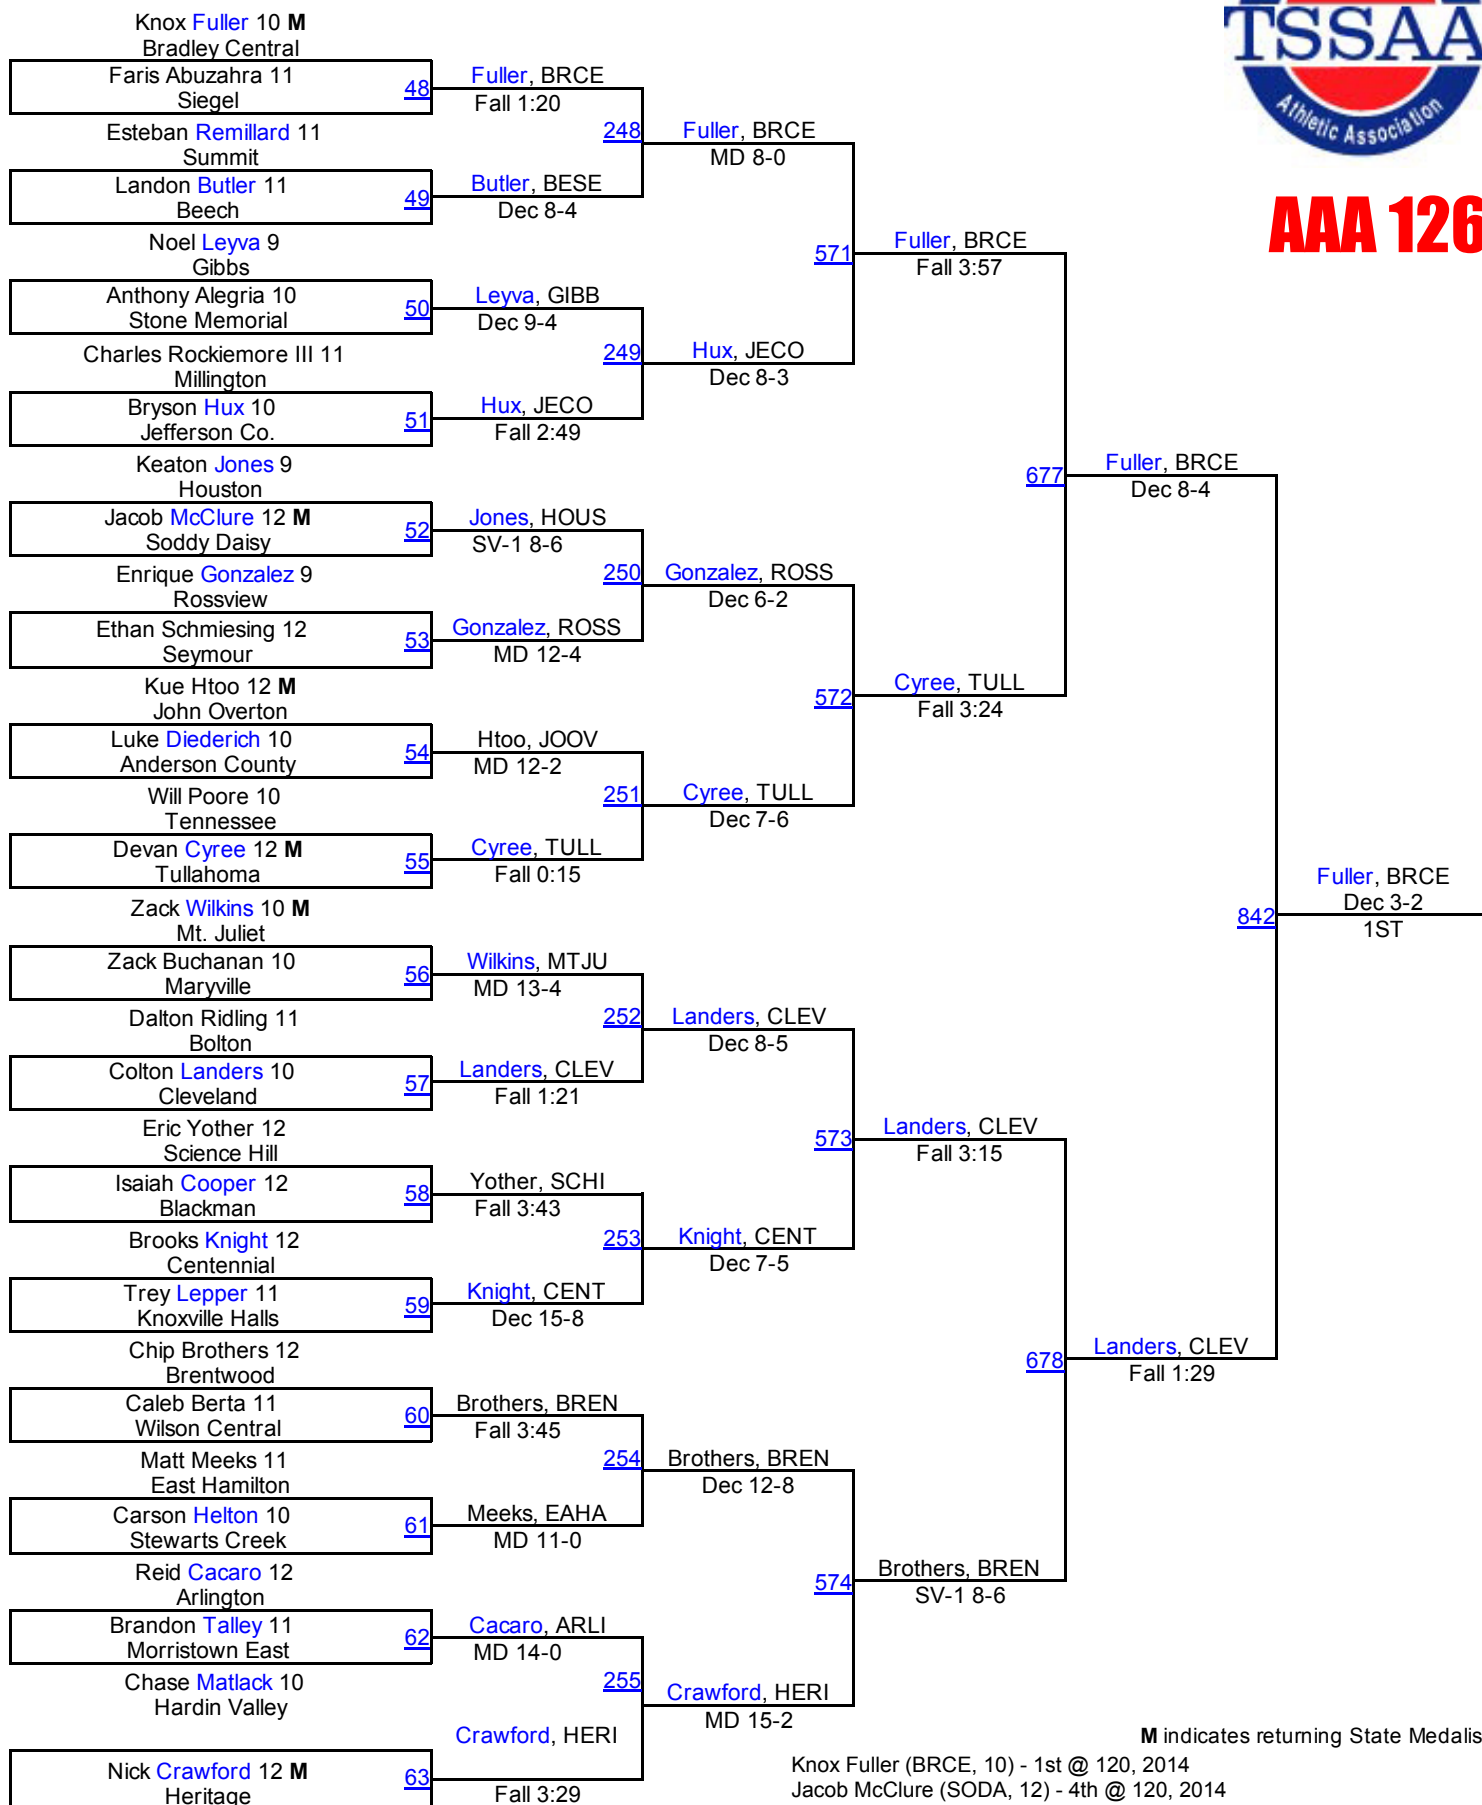 TSSAA
Athletic Association
AAA 126
Knox Fuller 10 M
Bradley Central
Faris Abuzahra 11
Siegel
48
Esteban Remillard 11
Summit
Landon Butler 11
Beech
49
Noel Leyva 9
Gibbs
Anthony Alegria 10
Stone Memorial
50
Charles Rockiemore III 11
Millington
Bryson Hux 10
Jefferson Co.
51
Keaton Jones 9
Houston
Jacob McClure 12 M
Soddy Daisy
52
Enrique Gonzalez 9
Rossview
Ethan Schmiesing 12
Seymour
53
Kue Htoo 12 M
John Overton
Luke Diederich 10
Anderson County
54
Will Poore 10
Tennessee
Devan Cyree 12 M
Tullahoma
55
Zack Wilkins 10 M
Mt. Juliet
Zack Buchanan 10
Maryville
56
Dalton Ridling 11
Bolton
Colton Landers 10
Cleveland
57
Eric Yother 12
Science Hill
Isaiah Cooper 12
Blackman
58
Brooks Knight 12
Centennial
Trey Lepper 11
Knoxville Halls
59
Chip Brothers 12
Brentwood
Caleb Berta 11
Wilson Central
60
Matt Meeks 11
East Hamilton
Carson Helton 10
Stewarts Creek
61
Reid Cacaro 12
Arlington
Brandon Talley 11
Morristown East
62
Chase Matlack 10
Hardin Valley
Nick Crawford 12 M
Heritage
63
Fuller, BRCE
Fall 1:20
248
Butler, BESE
Dec 8-4
Leyva, GIBB
Dec 9-4
249
Hux, JECO
Fall 2:49
Jones, HOUS
SV-1 8-6
250
Gonzalez, ROSS
MD 12-4
Htoo, JOOV
MD 12-2
251
Cyree, TULL
Fall 0:15
Wilkins, MTJU
MD 13-4
252
Landers, CLEV
Fall 1:21
Yother, SCHI
Fall 3:43
253
Knight, CENT
Dec 15-8
Brothers, BREN
Fall 3:45
254
Meeks, EAHA
MD 11-0
Cacaro, ARLI
MD 14-0
255
Crawford, HERI
Fall 3:29
Fuller, BRCE
MD 8-0
571
Hux, JECO
Dec 8-3
Gonzalez, ROSS
Dec 6-2
572
Cyree, TULL
Dec 7-6
Landers, CLEV
Dec 8-5
573
Knight, CENT
Dec 7-5
Brothers, BREN
Dec 12-8
574
Crawford, HERI
MD 15-2
Fuller, BRCE
Fall 3:57
677
Cyree, TULL
Fall 3:24
Landers, CLEV
Fall 3:15
678
Brothers, BREN
SV-1 8-6
Fuller, BRCE
Dec 8-4
842
Landers, CLEV
Fall 1:29
Fuller, BRCE
Dec 3-2
1ST
M indicates returning State Medalis
Knox Fuller (BRCE, 10) - 1st @ 120, 2014
Jacob McClure (SODA, 12) - 4th @ 120, 2014